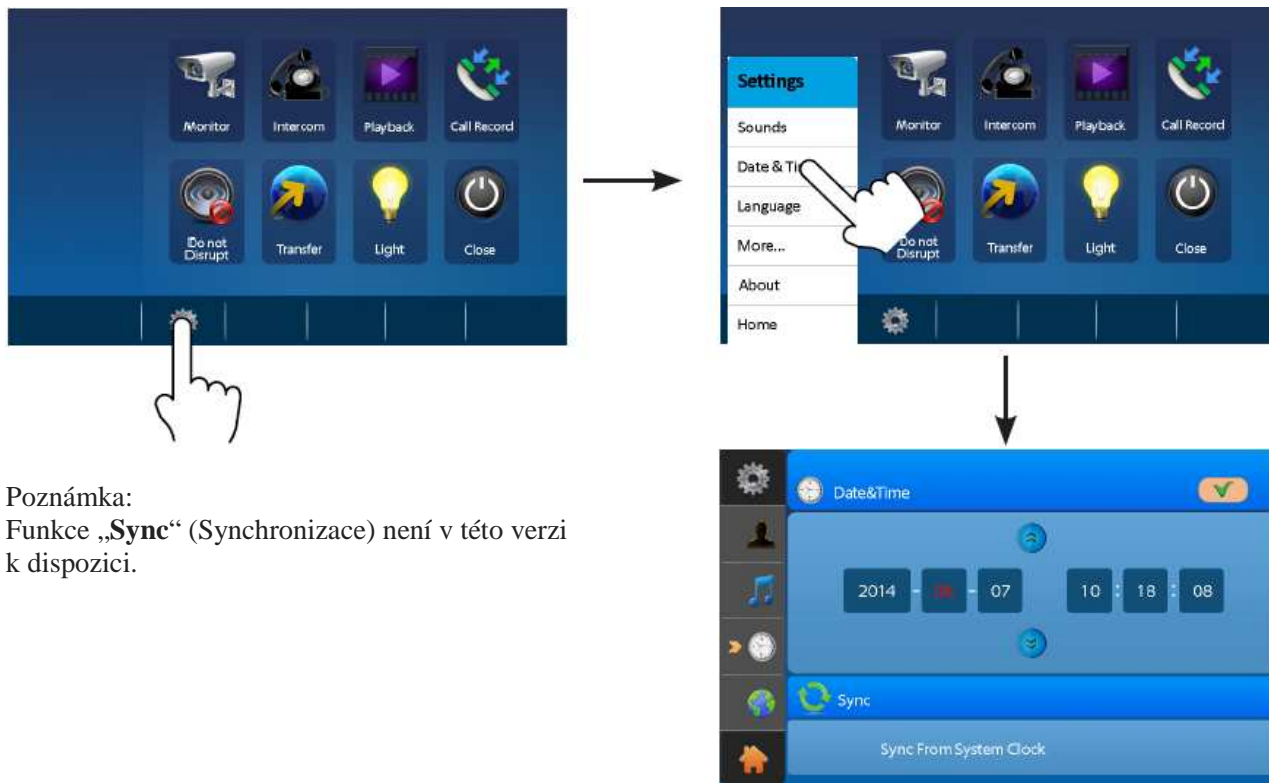 Monitor
Intercom
Playback
Call Record
Do not
Disrupt
Transfer
Light
Close
Settings
Sounds
Date & Ti
Language
More...
About
Home
Monitor
Intercom
Playback
Call Record
Do not
Disrupt
Transfer
Light
Close
Poznámka:
Funkce „Sync“ (Synchronizace) není v této verzi
k dispozici.
Date&Time
2014 - - 07 10 : 18 : 08
Sync
Sync From System Clock